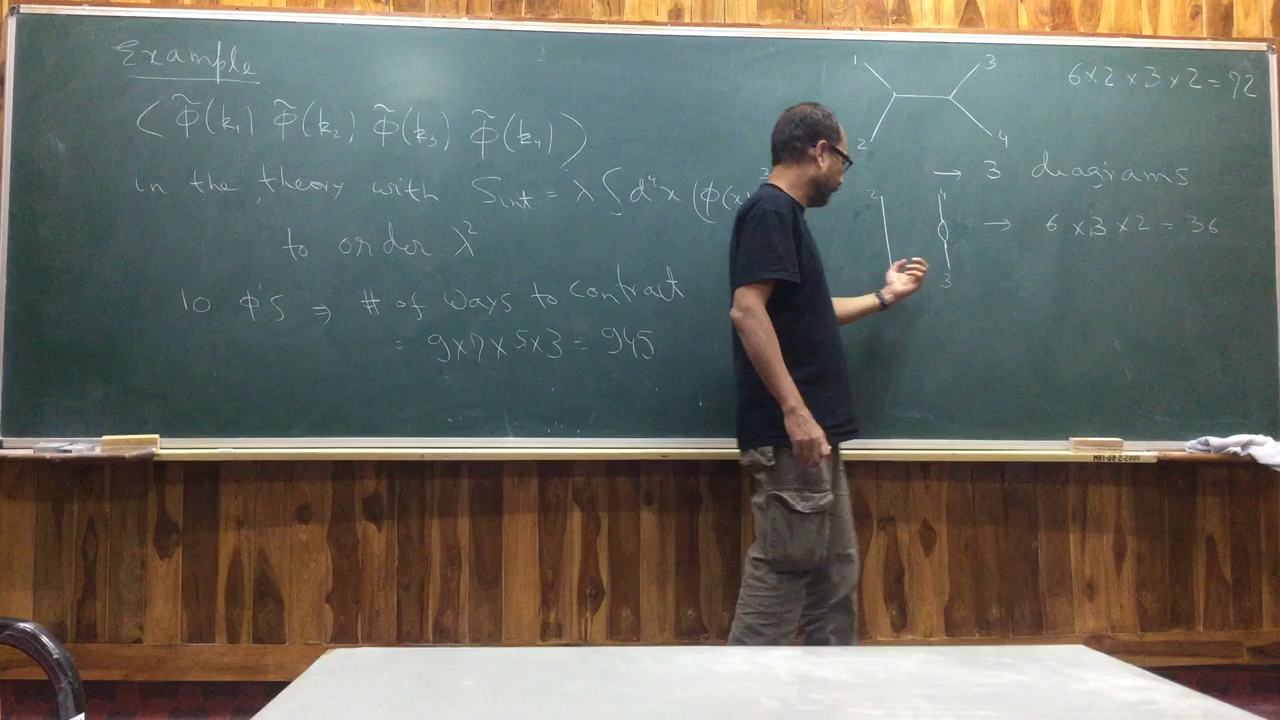 Example
⟨ φ̃(k₁) φ̃(k₂) φ̃(k₃) φ̃(k₄) ⟩
in the theory with S_int = λ ∫ d⁴x (φ(x)
to order λ²
10 φ's ⇒ # of ways to contract
= 9×7×5×3 = 945
1 3
2 4
6×2×3×2 = 72
→ 3 diagrams
2 4
3
→ 6×3×2 = 36